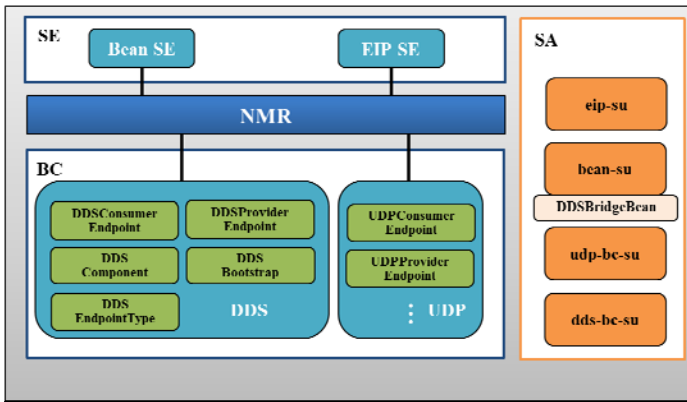 SE
Bean SE
EIP SE
NMR
BC
DDSConsumer
Endpoint
DDSProvider
Endpoint
DDS
Component
DDS
Bootstrap
DDS
EndpointType
DDS
UDPConsumer
Endpoint
UDPProvider
Endpoint
⋮ UDP
SA
eip-su
bean-su
DDSBridgeBean
udp-bc-su
dds-bc-su